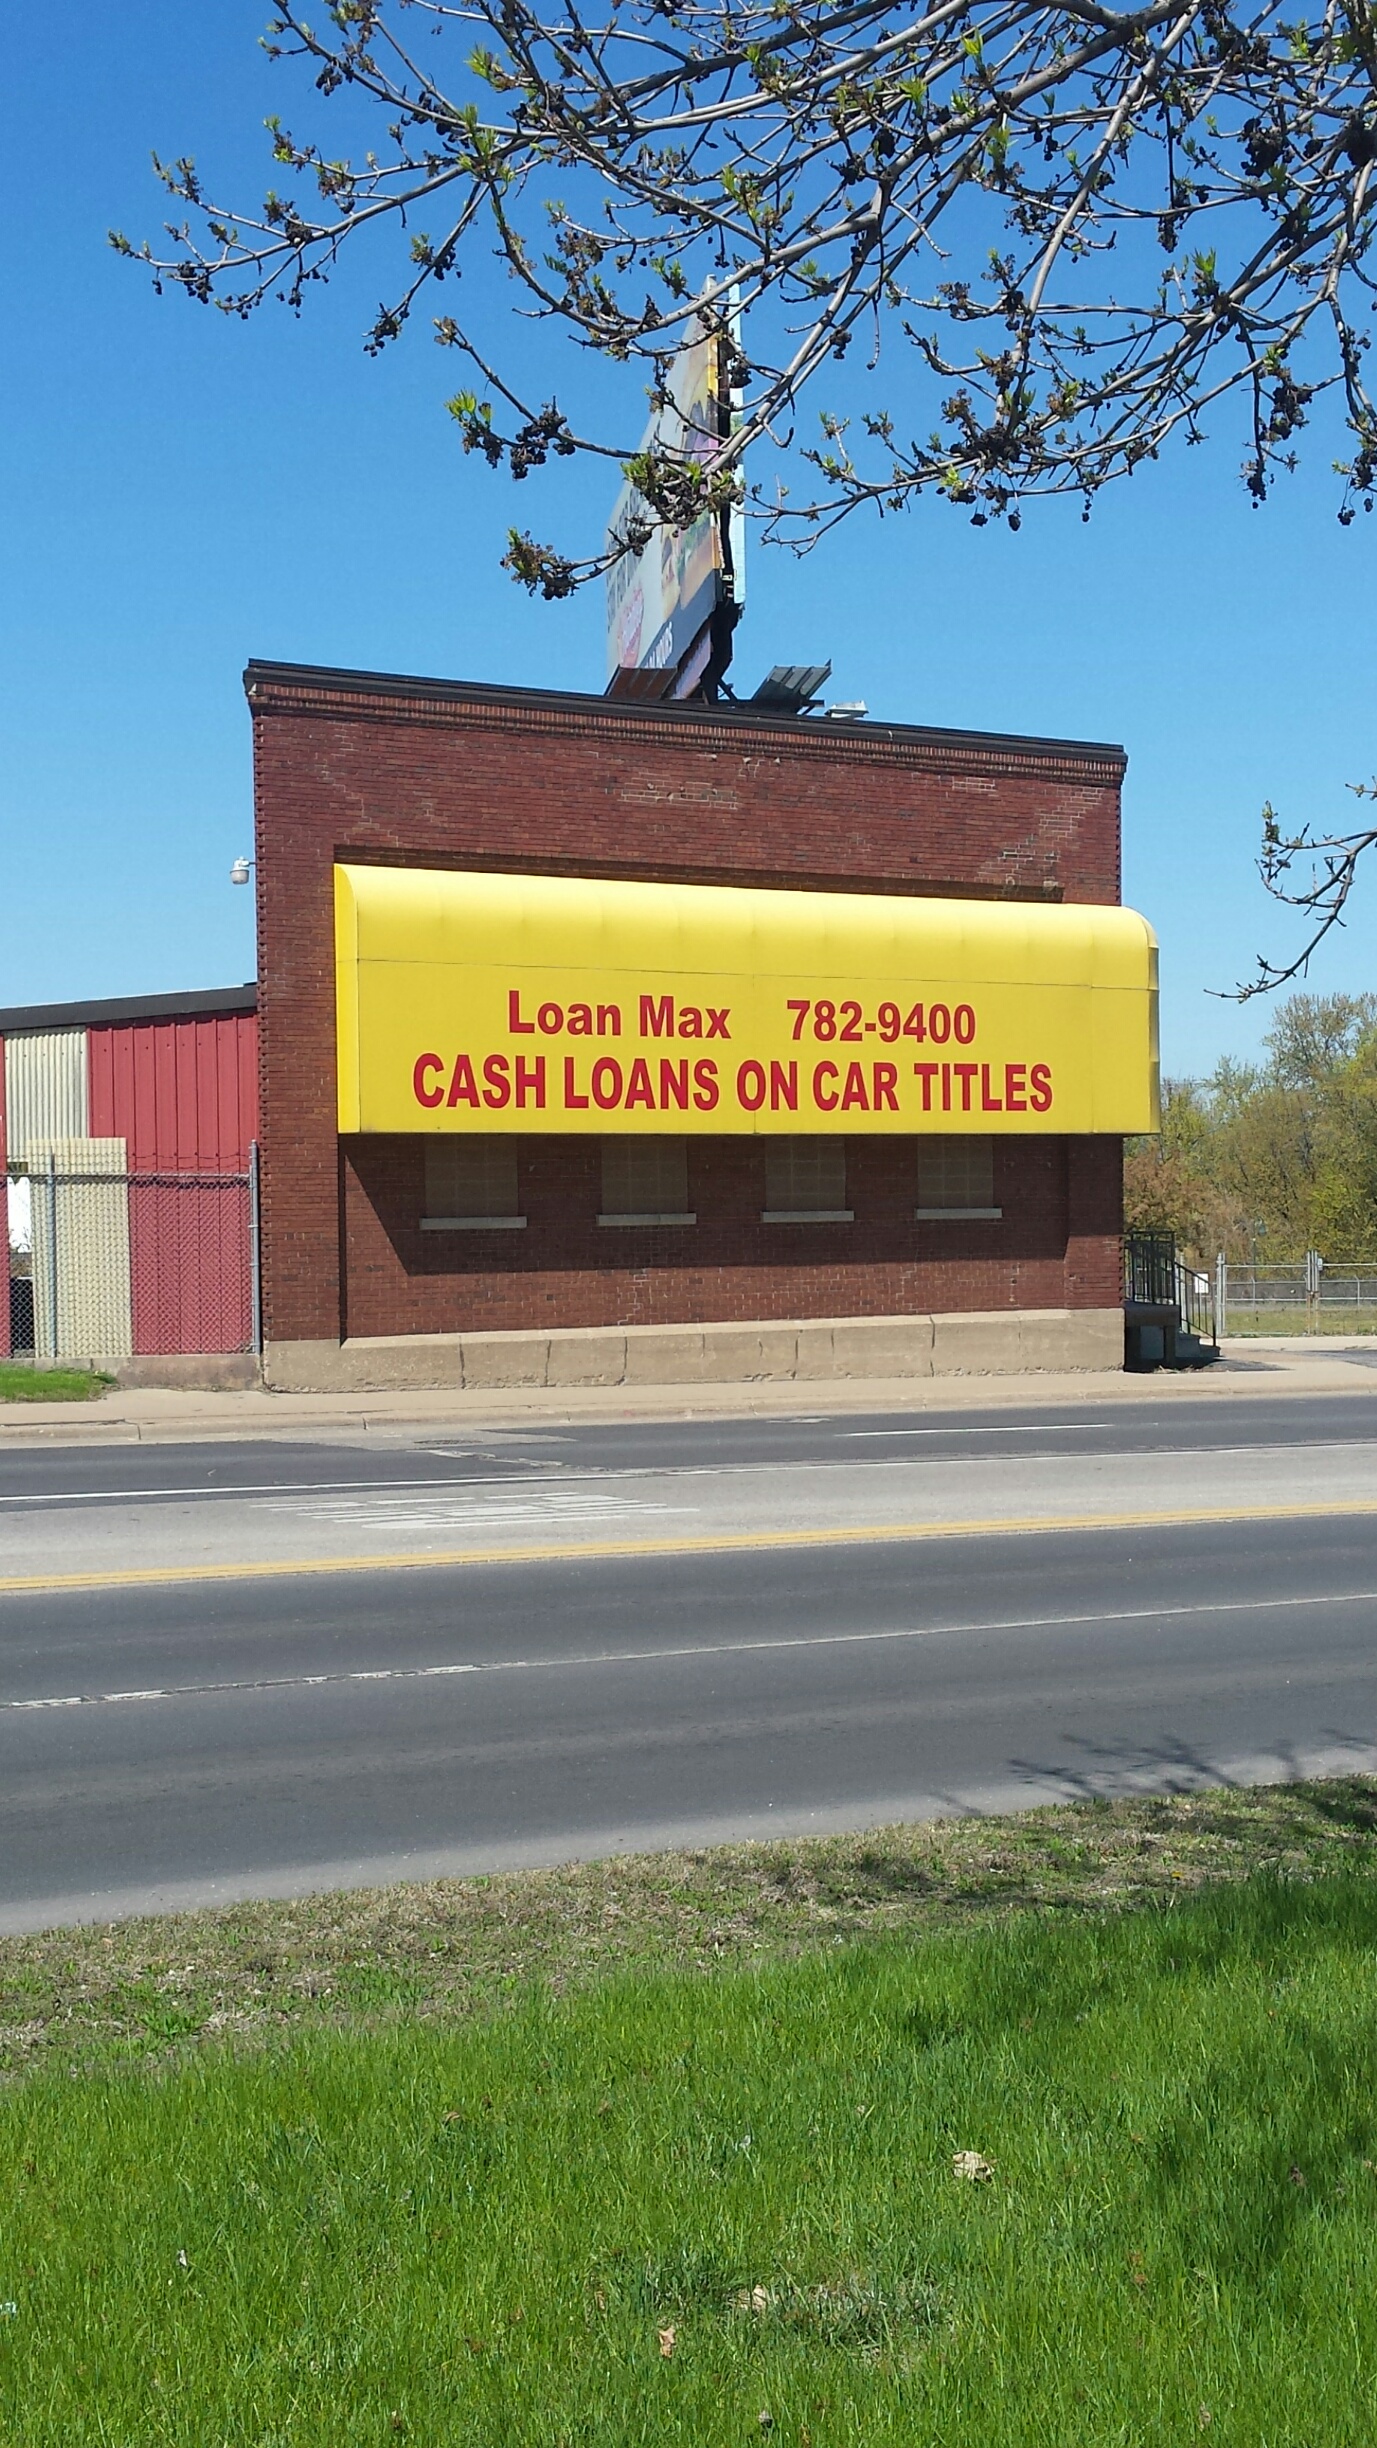 Loan Max 782-9400
CASH LOANS ON CAR TITLES